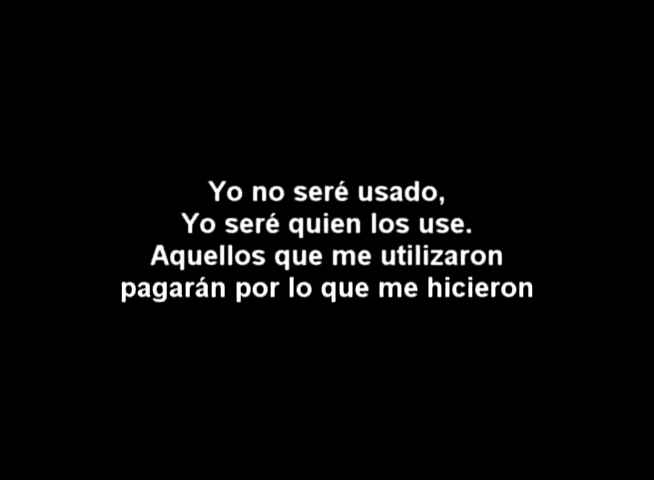 Yo no seré usado,
Yo seré quien los use.
Aquellos que me utilizaron
pagarán por lo que me hicieron